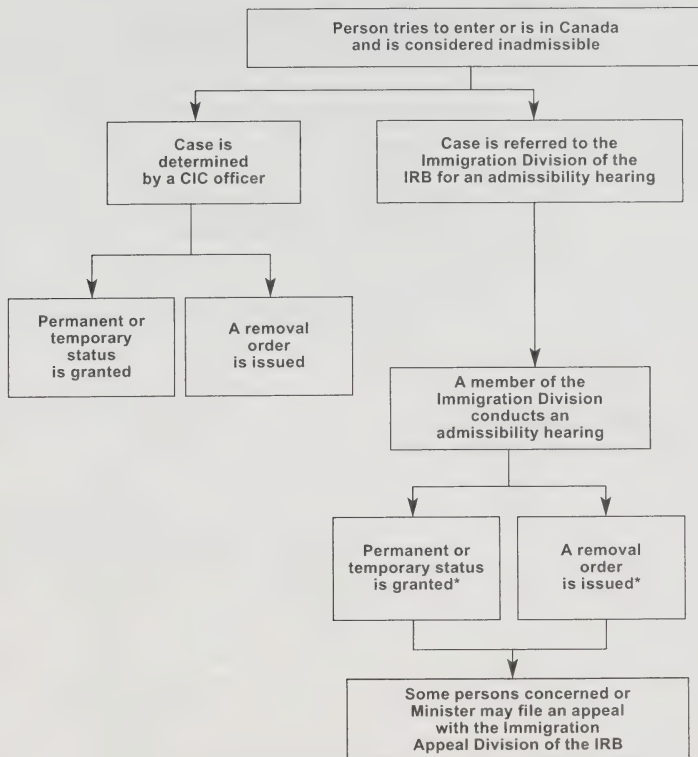 Person tries to enter or is in Canada
and is considered inadmissible
Case is
determined
by a CIC officer
Case is referred to the
Immigration Division of the
IRB for an admissibility hearing
Permanent or
temporary
status
is granted
A removal
order
is issued
A member of the
Immigration Division
conducts an
admissibility hearing
Permanent or
temporary status
is granted*
A removal
order
is issued*
Some persons concerned or
Minister may file an appeal
with the Immigration
Appeal Division of the IRB